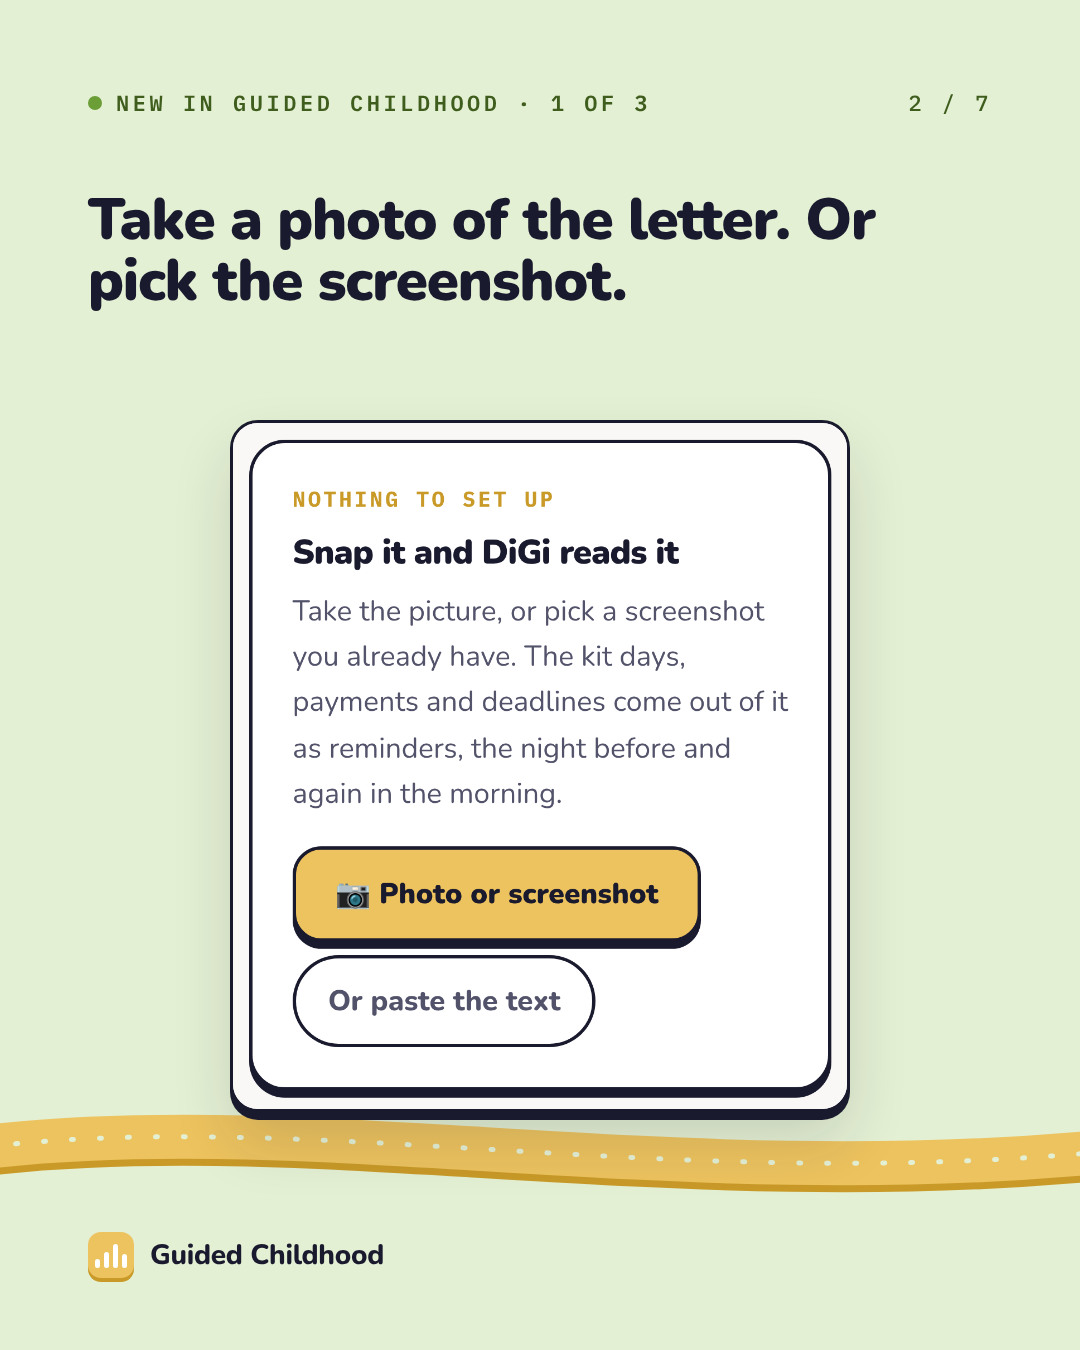 NEW IN GUIDED CHILDHOOD · 1 OF 3
2 / 7
Take a photo of the letter. Or
pick the screenshot.
NOTHING TO SET UP
Snap it and DiGi reads it
Take the picture, or pick a screenshot
you already have. The kit days,
payments and deadlines come out of it
as reminders, the night before and
again in the morning.
📷 Photo or screenshot
Or paste the text
Guided Childhood